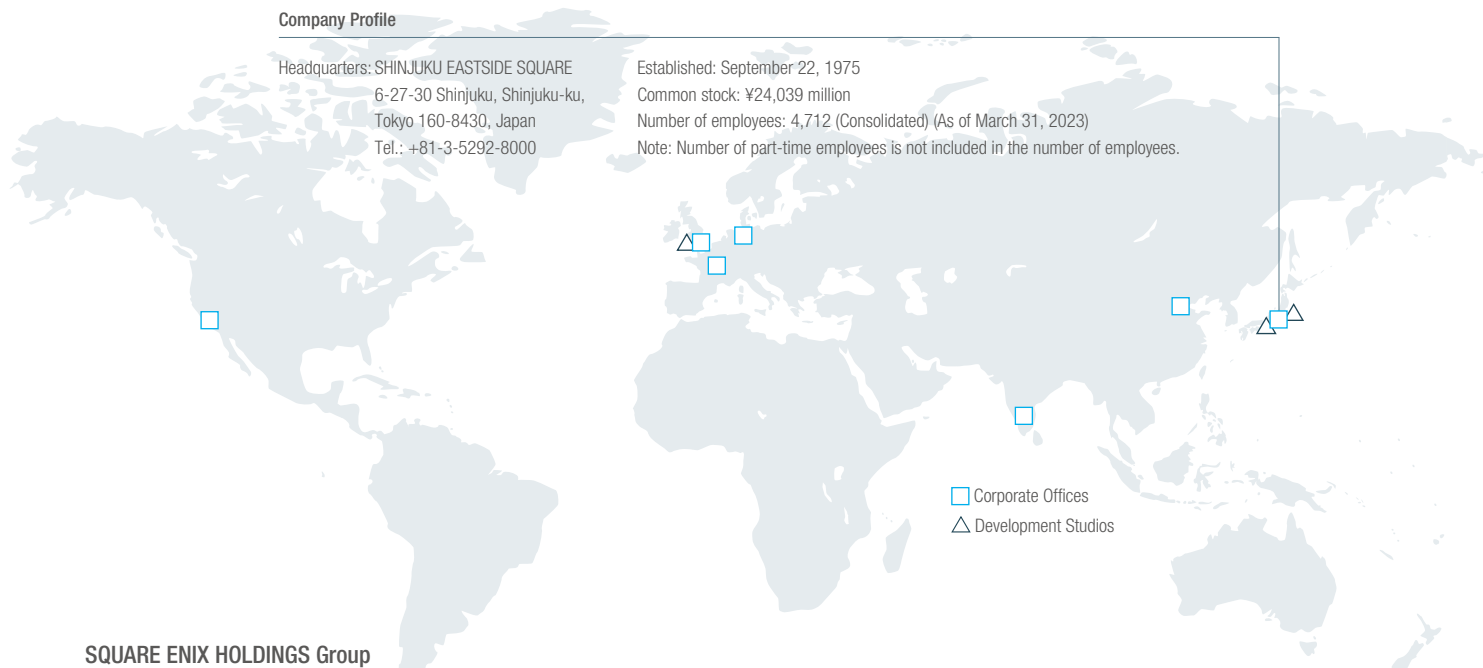 Company Profile
Headquarters: SHINJUKU EASTSIDE SQUARE
6-27-30 Shinjuku, Shinjuku-ku,
Tokyo 160-8430, Japan
Tel.: +81-3-5292-8000
Established: September 22, 1975
Common stock: ¥24,039 million
Number of employees: 4,712 (Consolidated) (As of March 31, 2023)
Note: Number of part-time employees is not included in the number of employees.
Corporate Offices
Development Studios
SQUARE ENIX HOLDINGS Group